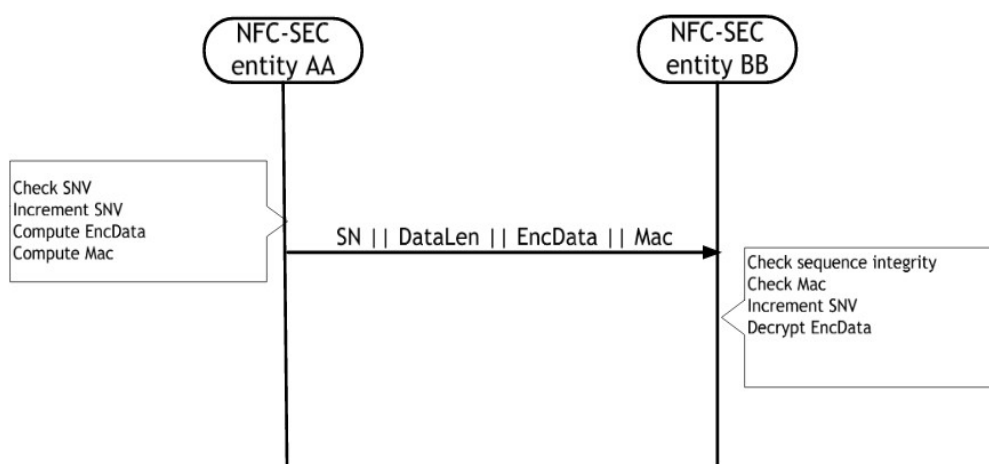 NFC-SEC
entity AA
NFC-SEC
entity BB
Check SNV
Increment SNV
Compute EncData
Compute Mac
SN || DataLen || EncData || Mac
Check sequence integrity
Check Mac
Increment SNV
Decrypt EncData